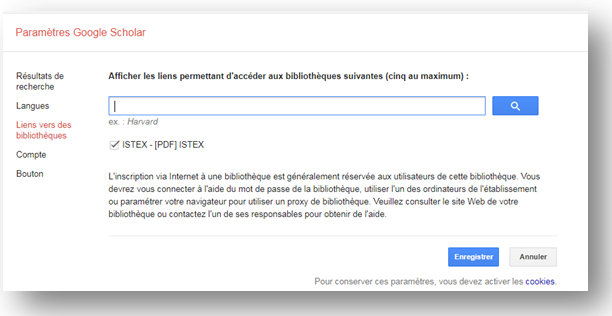 Paramètres Google Scholar
Résultats de
recherche
Langues
Liens vers des
bibliothèques
Compte
Bouton
Afficher les liens permettant d'accéder aux bibliothèques suivantes (cinq au maximum) :
ex. : Harvard
ISTEX - [PDF] ISTEX
L'inscription via Internet à une bibliothèque est généralement réservée aux utilisateurs de cette bibliothèque. Vous
devrez vous connecter à l'aide du mot de passe de la bibliothèque, utiliser l'un des ordinateurs de l'établissement
ou paramétrer votre navigateur pour utiliser un proxy de bibliothèque. Veuillez consulter le site Web de votre
bibliothèque ou contactez l'un de ses responsables pour obtenir de l'aide.
Enregistrer
Annuler
Pour conserver ces paramètres, vous devez activer les cookies.